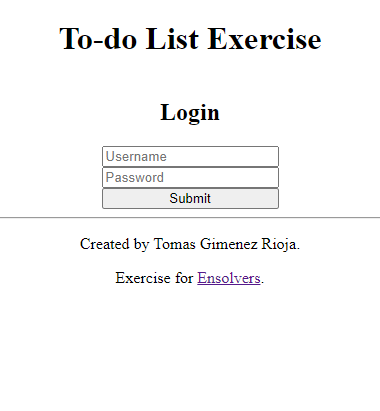 To-do List Exercise
Login
Username
Password
Submit
Created by Tomas Gimenez Rioja.
Exercise for Ensolvers.